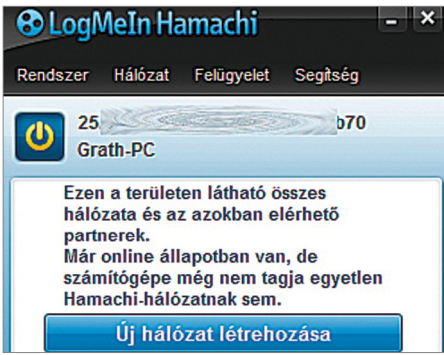 LogMeIn Hamachi
Rendszer Hálózat Felügyelet Segítség
25. b70
Grath-PC
Ezen a területen látható összes
hálózata és az azokban elérhető
partnerek.
Már online állapotban van, de
számítógépe még nem tagja egyetlen
Hamachi-hálózatnak sem.
Új hálózat létrehozása